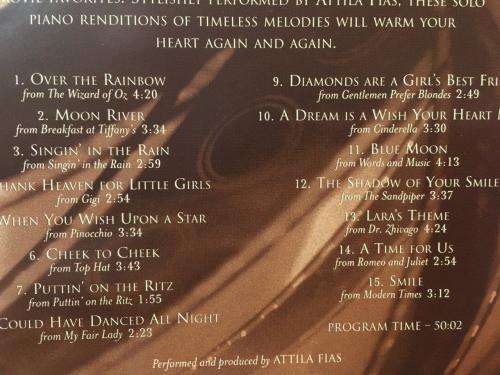 MOVIE FAVORITES. STYLISHLY PERFORMED BY ATTILA FIAS, THESE SOLO
PIANO RENDITIONS OF TIMELESS MELODIES WILL WARM YOUR
HEART AGAIN AND AGAIN.
1. OVER THE RAINBOW
from The Wizard of Oz 4:20
2. MOON RIVER
from Breakfast at Tiffany's 3:34
3. SINGIN' IN THE RAIN
from Singin' in the Rain 2:59
THANK HEAVEN FOR LITTLE GIRLS
from Gigi 2:54
WHEN YOU WISH UPON A STAR
from Pinocchio 3:34
6. CHEEK TO CHEEK
from Top Hat 3:43
7. PUTTIN' ON THE RITZ
from Puttin' on the Ritz 1:55
COULD HAVE DANCED ALL NIGHT
from My Fair Lady 2:23
9. DIAMONDS ARE A GIRL'S BEST FRI
from Gentlemen Prefer Blondes 2:49
10. A DREAM IS A WISH YOUR HEART M
from Cinderella 3:30
11. BLUE MOON
from Words and Music 4:13
12. THE SHADOW OF YOUR SMILE
from The Sandpiper 3:37
13. LARA'S THEME
from Dr. Zhivago 4:24
14. A TIME FOR US
from Romeo and Juliet 2:54
15. SMILE
from Modern Times 3:12
PROGRAM TIME – 50:02
Performed and produced by ATTILA FIAS